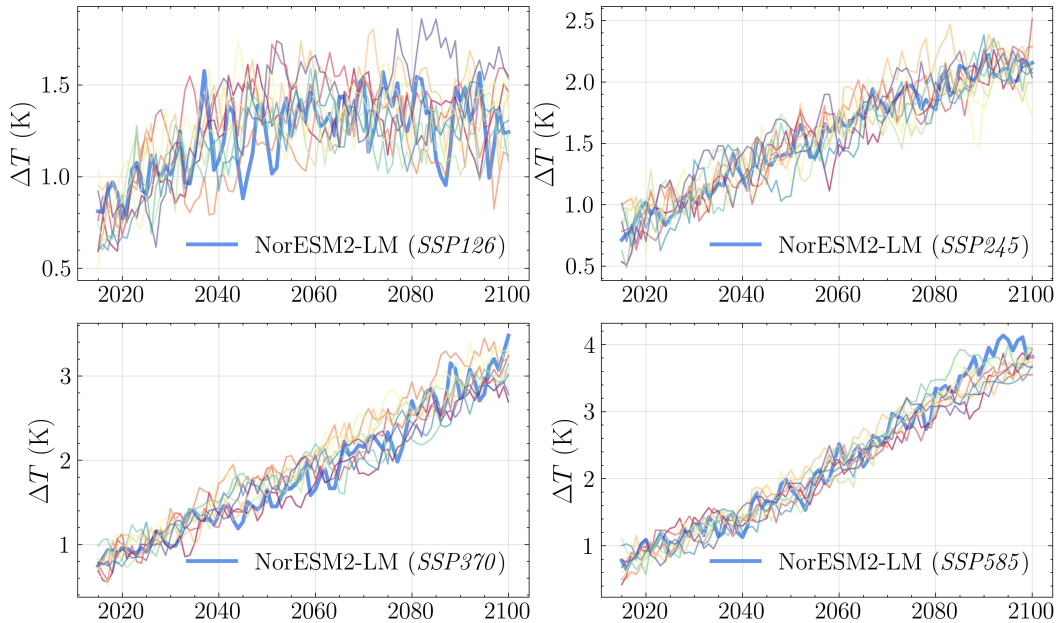 1.5
1.0
0.5
ΔT (K)
NorESM2-LM (SSP126)
2020 2040 2060 2080 2100
2.5
2.0
1.5
1.0
0.5
ΔT (K)
NorESM2-LM (SSP245)
2020 2040 2060 2080 2100
3
2
1
ΔT (K)
NorESM2-LM (SSP370)
2020 2040 2060 2080 2100
4
3
2
1
ΔT (K)
NorESM2-LM (SSP585)
2020 2040 2060 2080 2100